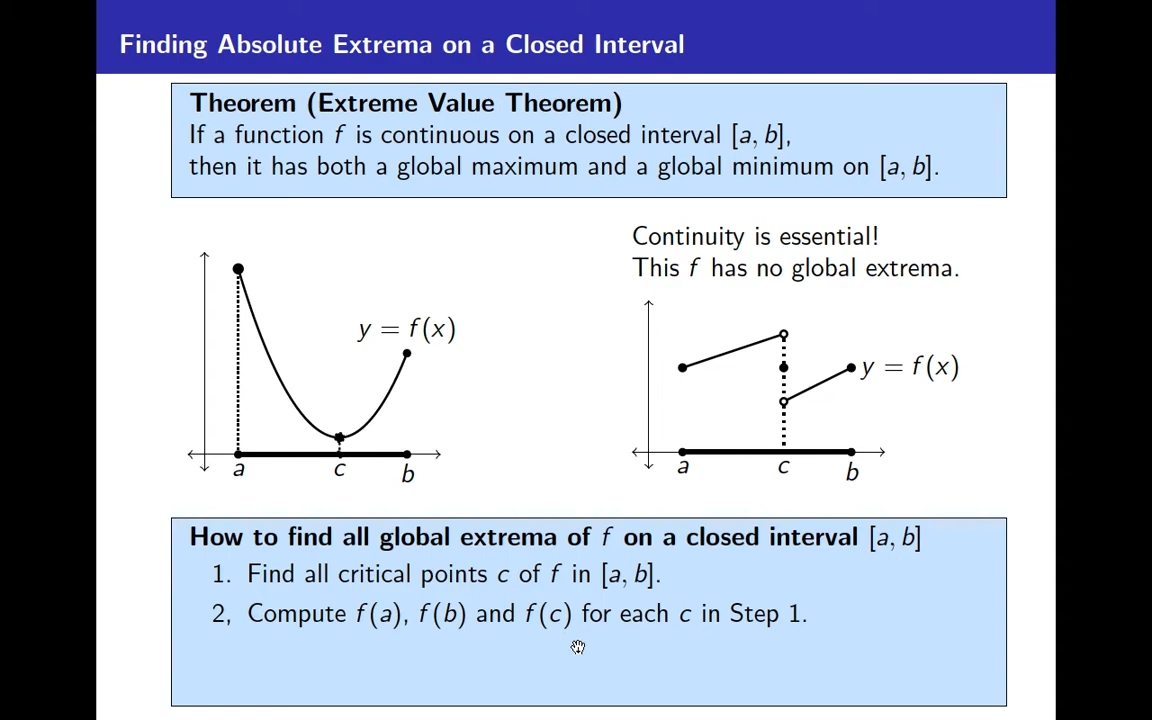 Finding Absolute Extrema on a Closed Interval
Theorem (Extreme Value Theorem)
If a function f is continuous on a closed interval [a, b],
then it has both a global maximum and a global minimum on [a, b].
Continuity is essential!
This f has no global extrema.
y = f(x)
a
c
b
y = f(x)
a
c
b
How to find all global extrema of f on a closed interval [a, b]
1. Find all critical points c of f in [a, b].
2, Compute f(a), f(b) and f(c) for each c in Step 1.